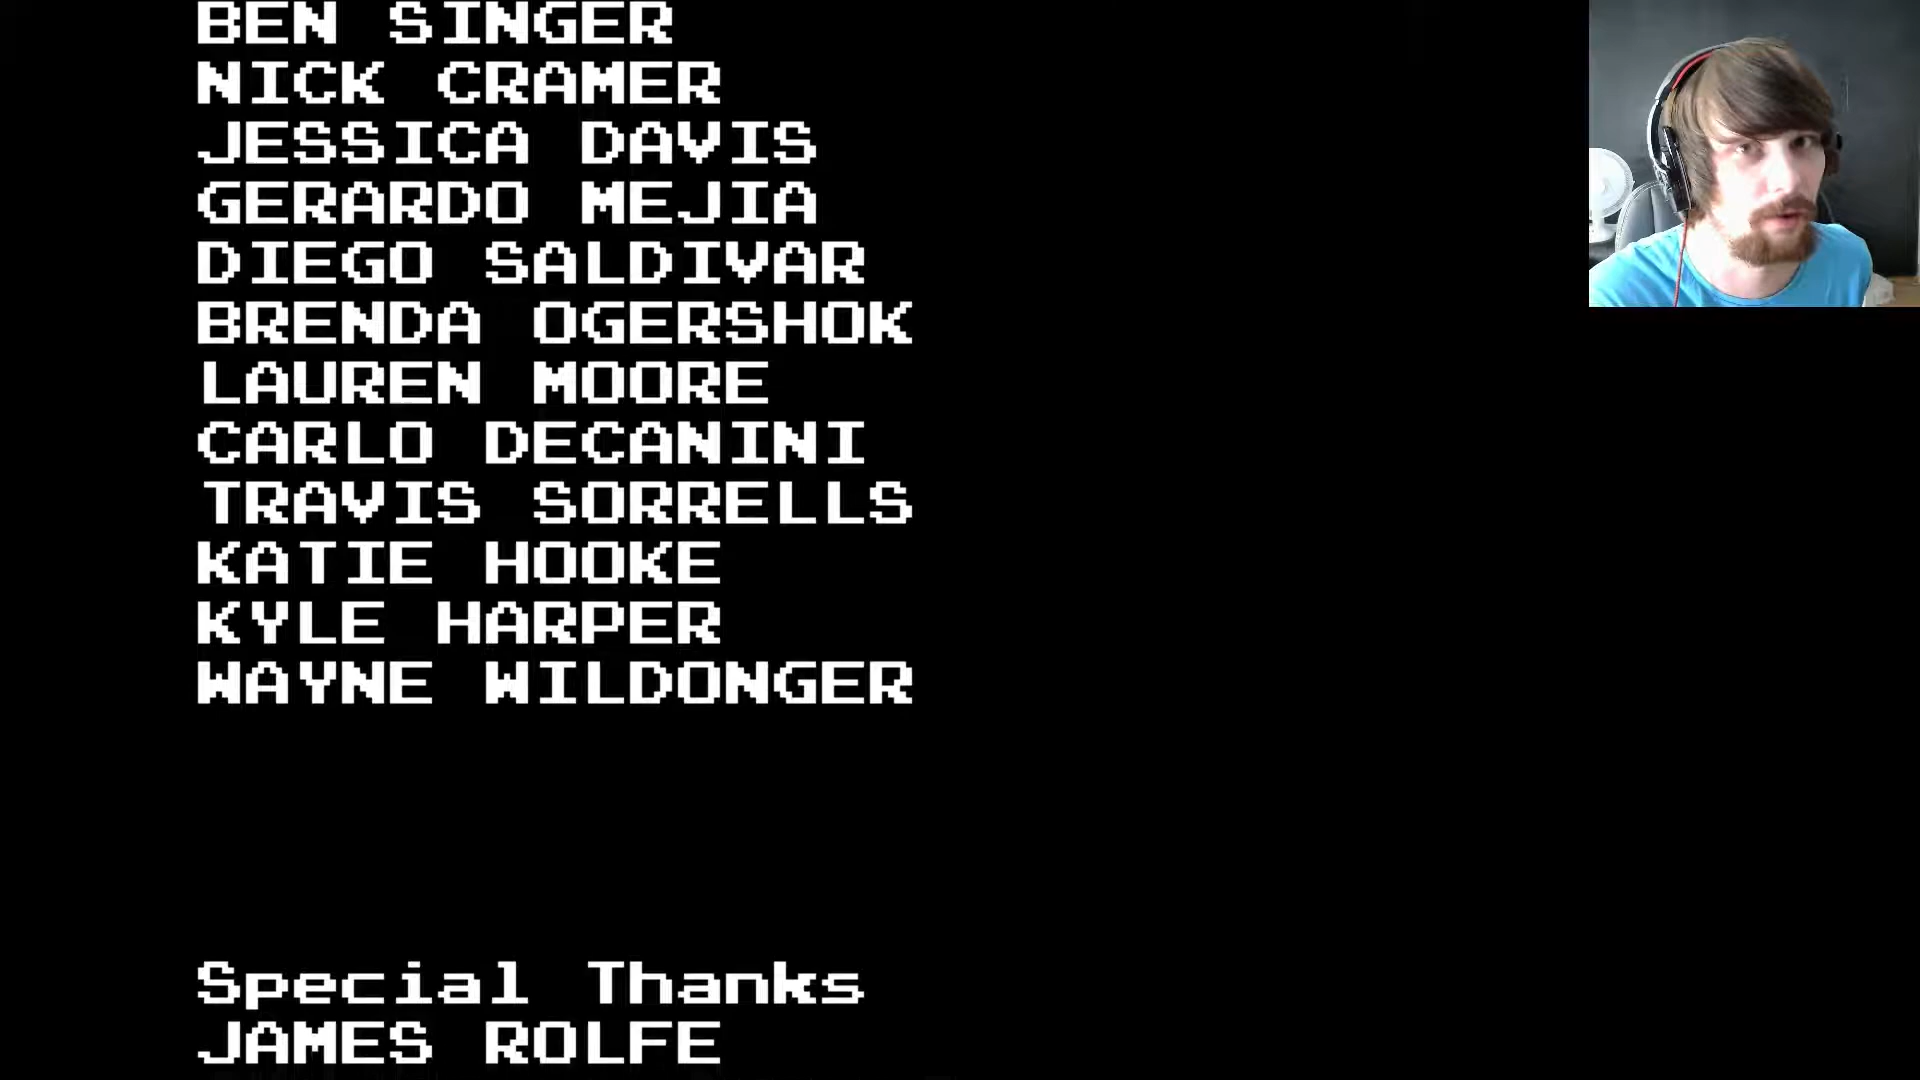 BEN SINGER
NICK CRAMER
JESSICA DAVIS
GERARDO MEJIA
DIEGO SALDIVAR
BRENDA OGERSHOK
LAUREN MOORE
CARLO DECANINI
TRAVIS SORRELLS
KATIE HOOKE
KYLE HARPER
WAYNE WILDONGER
Special Thanks
JAMES ROLFE